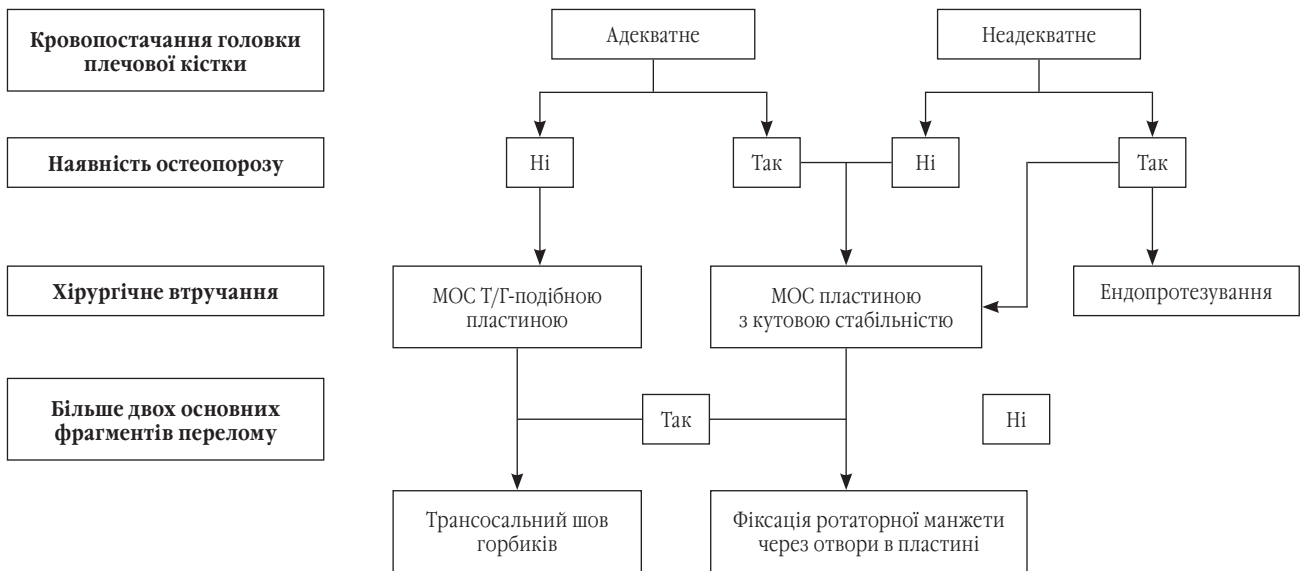 Кровопостачання головки
плечової кістки
Адекватне
Неадекватне
Наявність остеопорозу
Ні
Так
Ні
Так
Хірургічне втручання
МОС Т/Г-подібною
пластиною
МОС пластиною
з кутовою стабільністю
Ендопротезування
Більше двох основних
фрагментів перелому
Так
Ні
Трансосальний шов
горбиків
Фіксація ротаторної манжети
через отвори в пластині